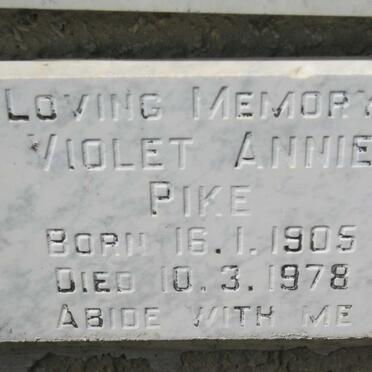 LOVING MEMORY
VIOLET ANNIE
PIKE
BORN 16.1.1905
DIED 10.3.1978
ABIDE WITH ME